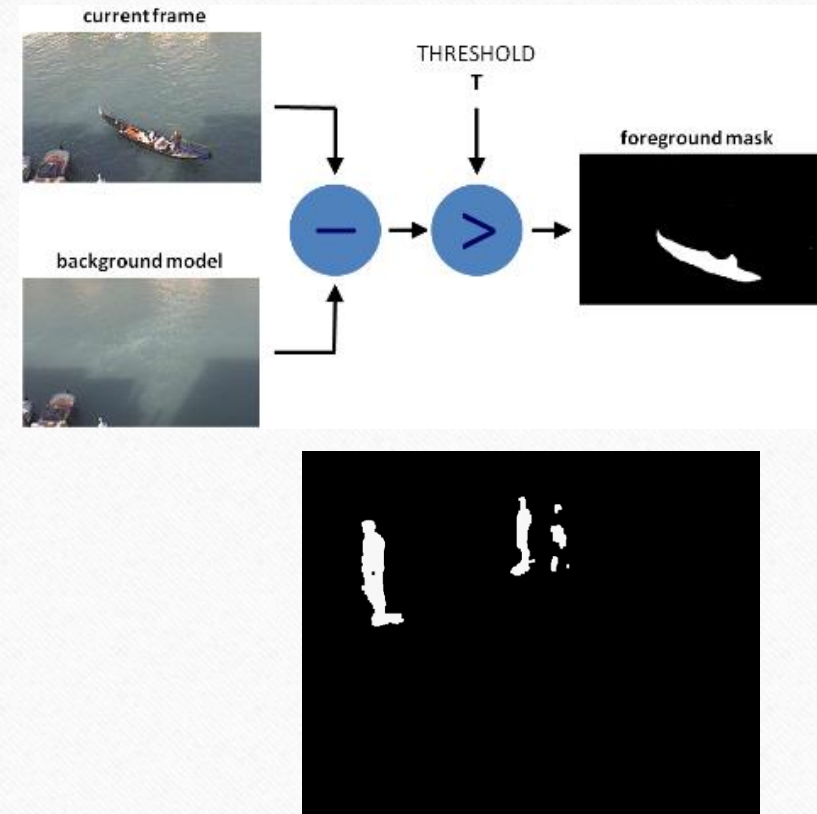 current frame
THRESHOLD
T
foreground mask
background model
−
>